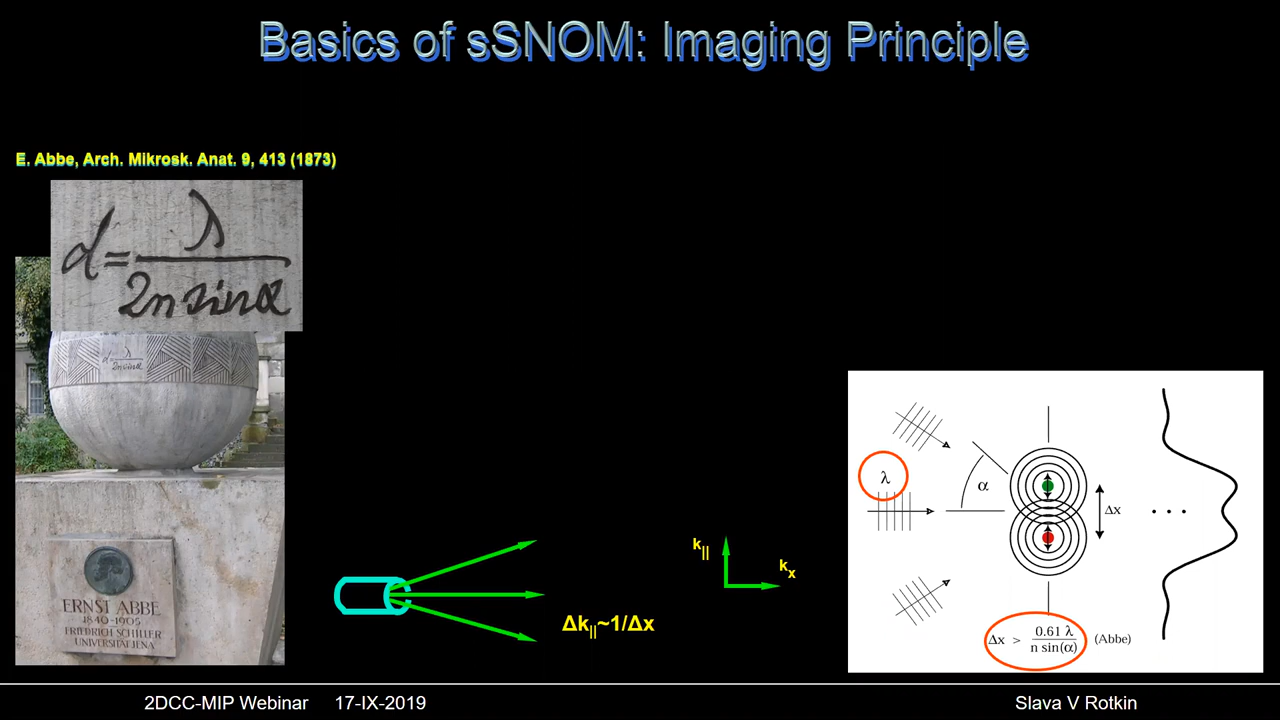 Basics of sSNOM: Imaging Principle
E. Abbe, Arch. Mikrosk. Anat. 9, 413 (1873)
d = λ / 2n sin α
d = λ / 2n sin α
ERNST ABBE
1840-1905
FRIEDRICH SCHILLER
UNIVERSITÄT JENA
Δk||~1/Δx
k||
kx
λ
α
Δx
. . .
Δx > 0.61 λ / n sin(α) (Abbe)
2DCC-MIP Webinar 17-IX-2019
Slava V Rotkin